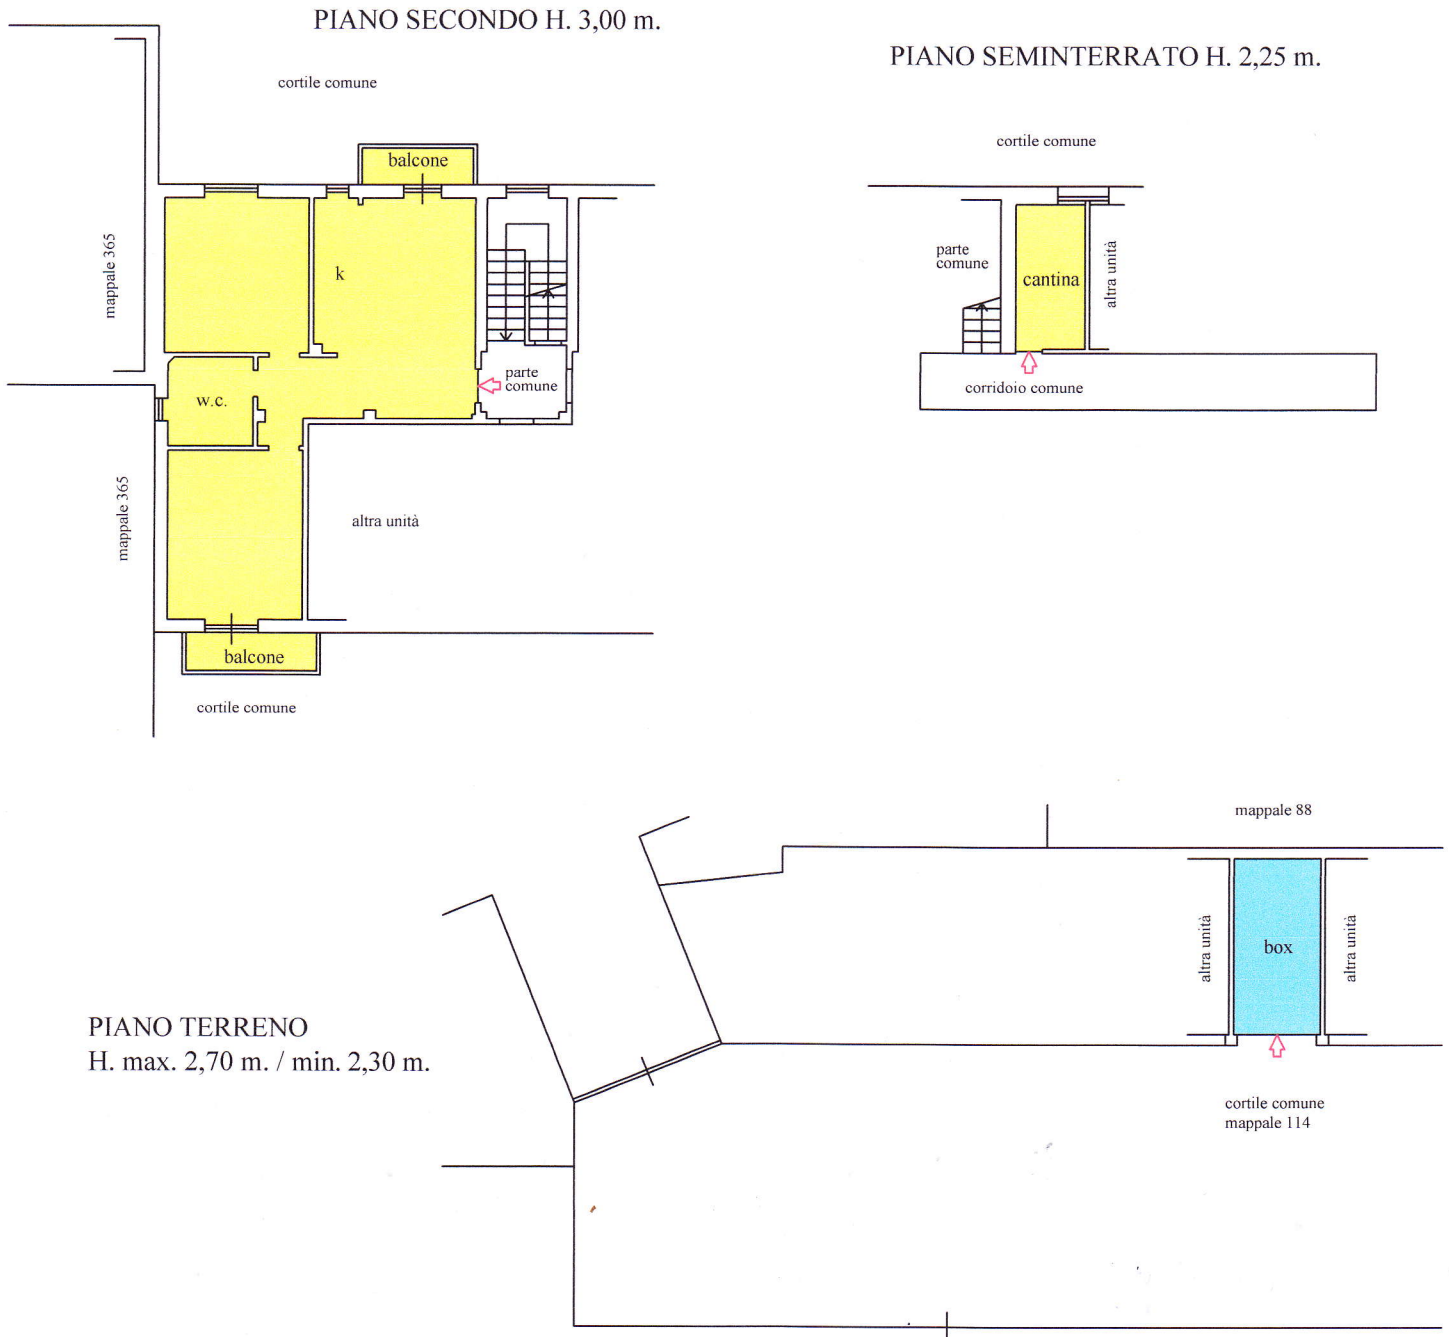 PIANO SECONDO H. 3,00 m.
cortile comune
balcone
mappale 365
k
parte
comune
w.c.
mappale 365
altra unità
balcone
cortile comune
PIANO SEMINTERRATO H. 2,25 m.
cortile comune
parte
comune
cantina
altra unità
corridoio comune
mappale 88
altra unità
box
altra unità
PIANO TERRENO
H. max. 2,70 m. / min. 2,30 m.
cortile comune
mappale 114